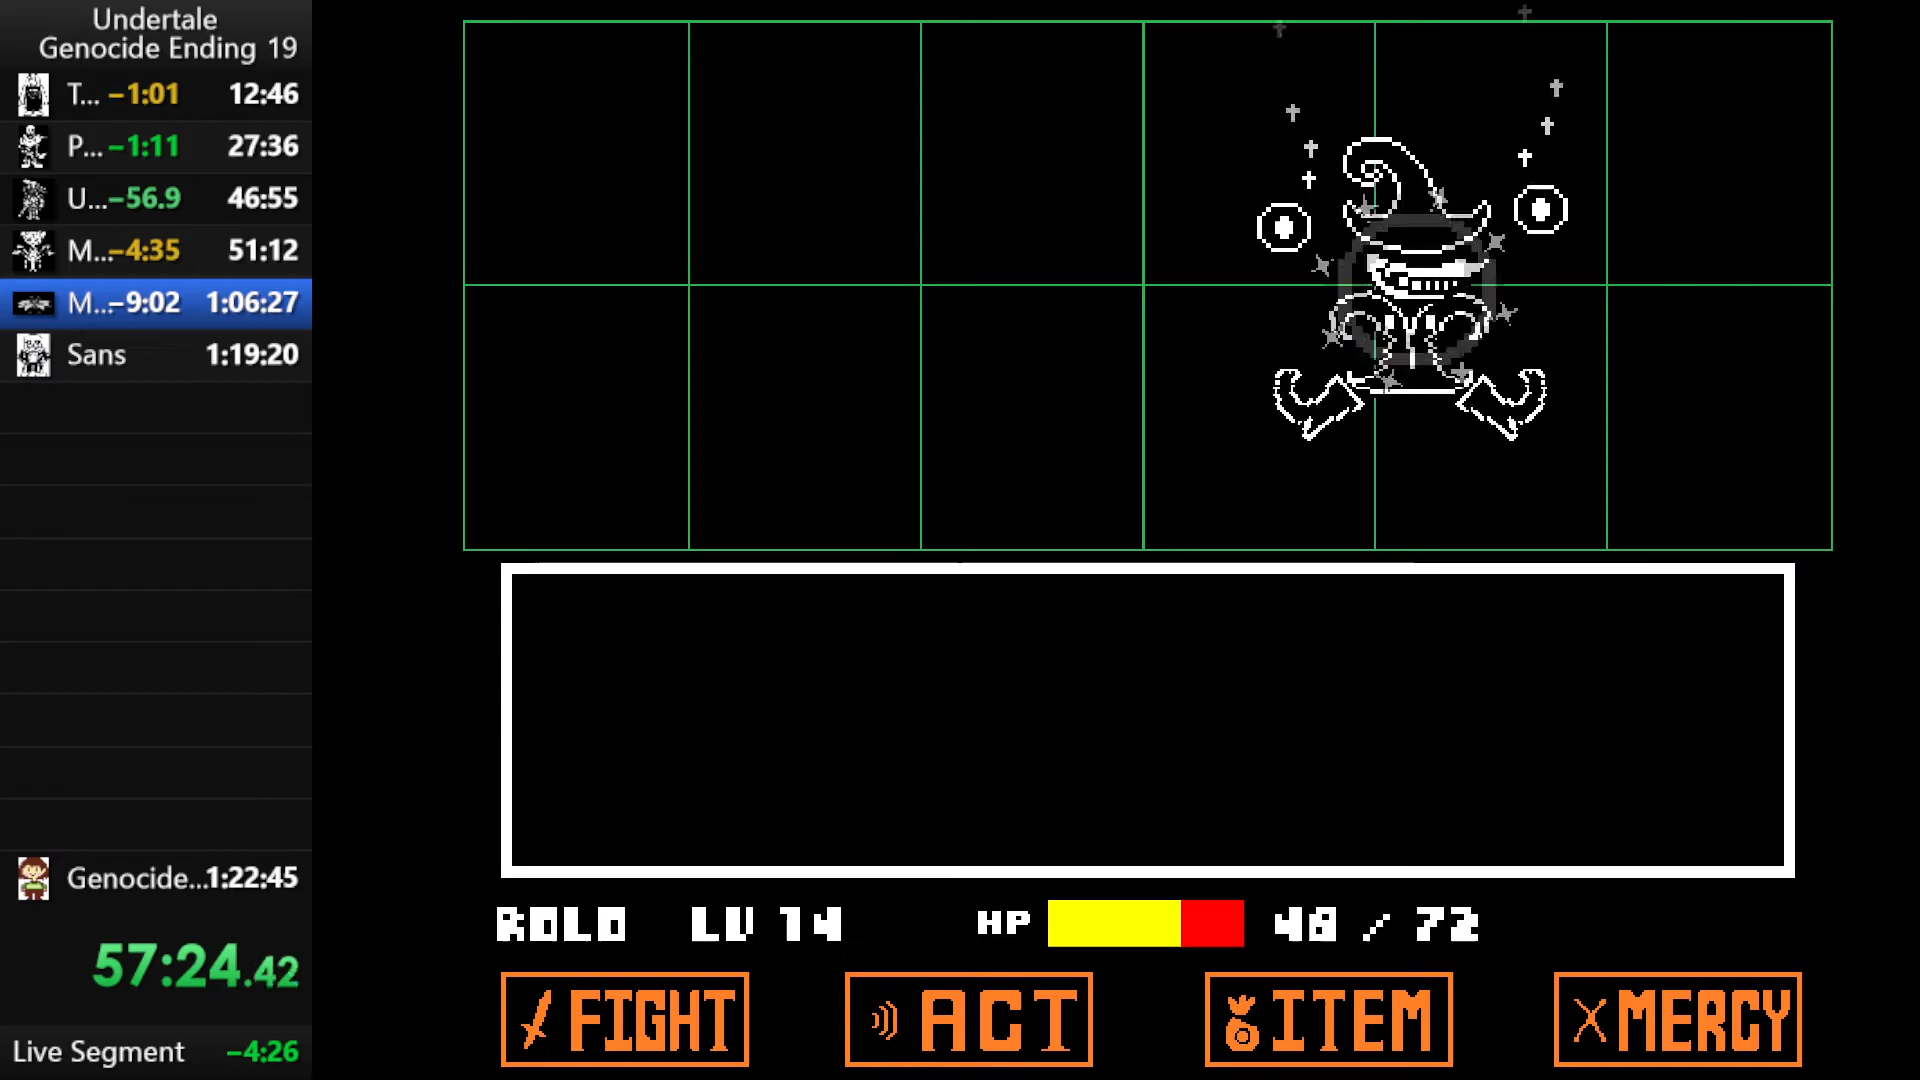 Undertale
Genocide Ending 19
T... −1:01 12:46
P... −1:11 27:36
U...−56.9 46:55
M...−4:35 51:12
M...−9:02 1:06:27
Sans 1:19:20
Genocide...1:22:45
57:24.42
Live Segment −4:26
ROLO LV 14 HP 48 / 72
FIGHT ACT ITEM MERCY